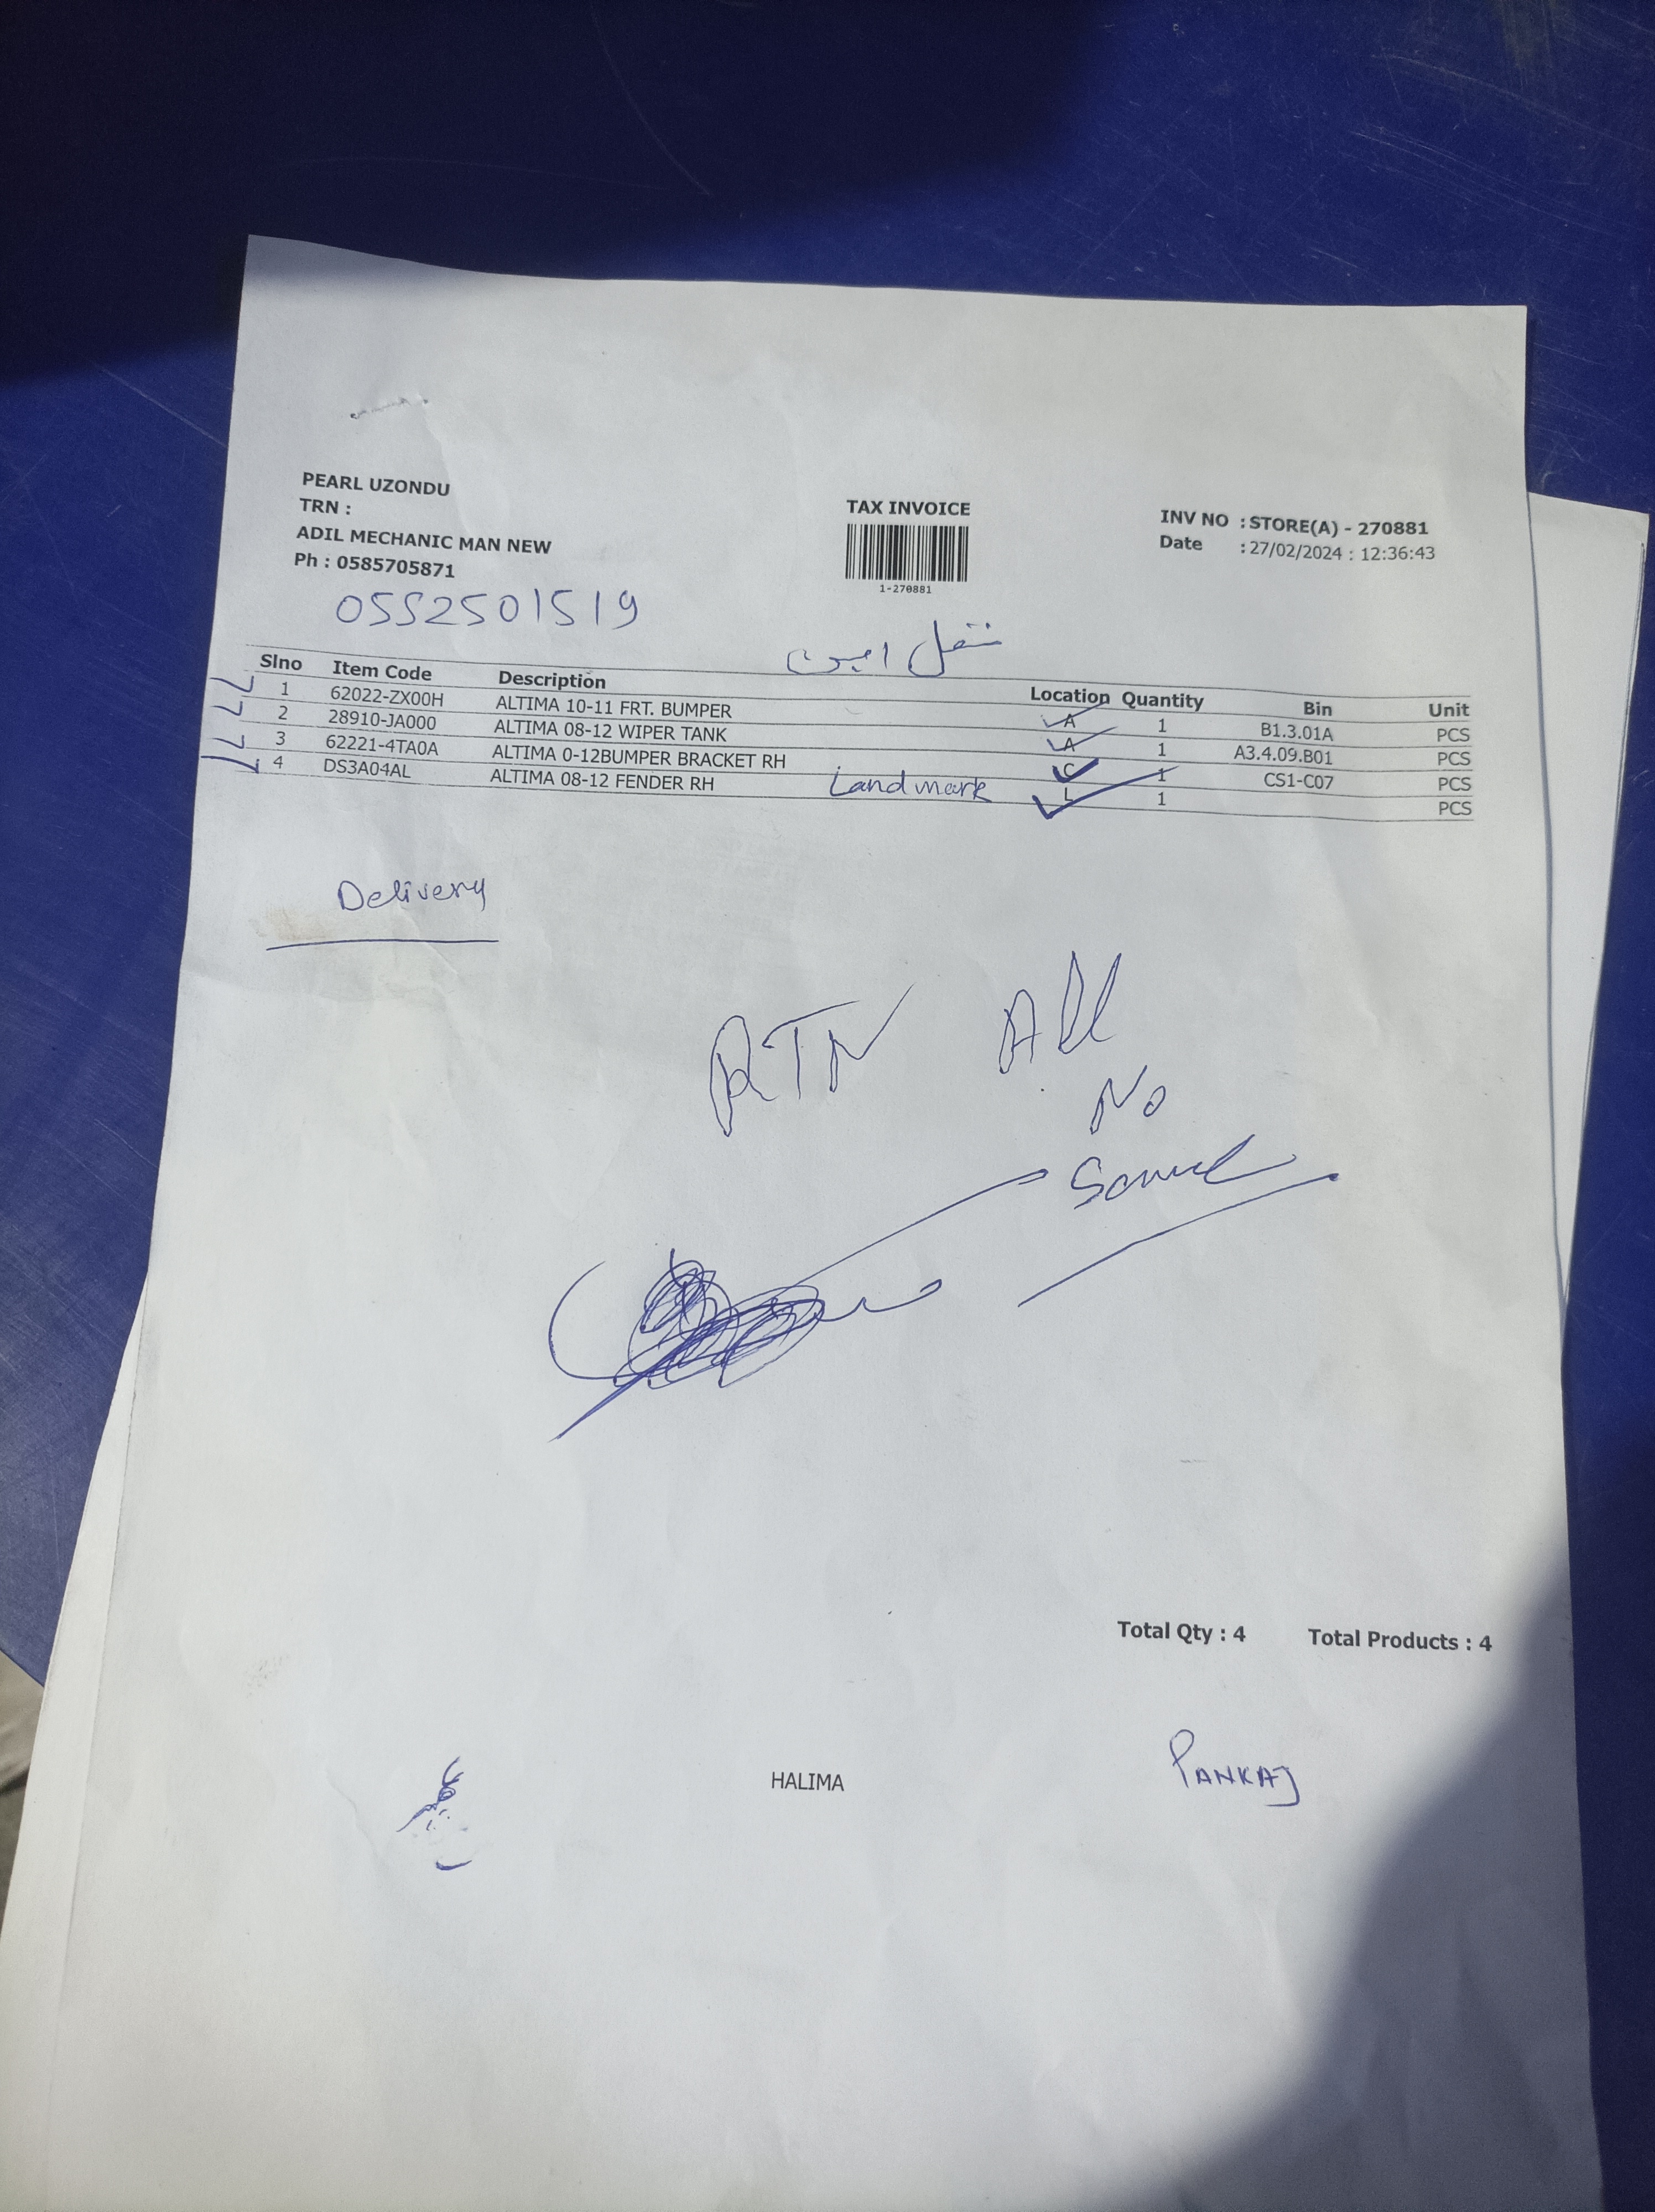 PEARL UZONDU
TRN :
ADIL MECHANIC MAN NEW
Ph : 0585705871
0552501519
TAX INVOICE
1-270881
INV NO : STORE(A) - 270881
Date : 27/02/2024 : 12:36:43
Slno Item Code Description Location Quantity Bin Unit
1 62022-ZX00H ALTIMA 10-11 FRT. BUMPER A 1 B1.3.01A PCS
2 28910-JA000 ALTIMA 08-12 WIPER TANK A 1 A3.4.09.B01 PCS
3 62221-4TA0A ALTIMA 0-12BUMPER BRACKET RH C 1 CS1-C07 PCS
4 DS3A04AL ALTIMA 08-12 FENDER RH Landmark L 1 PCS
Delivery
RTN All
No
Total Qty : 4 Total Products : 4
HALIMA
PANKAJ